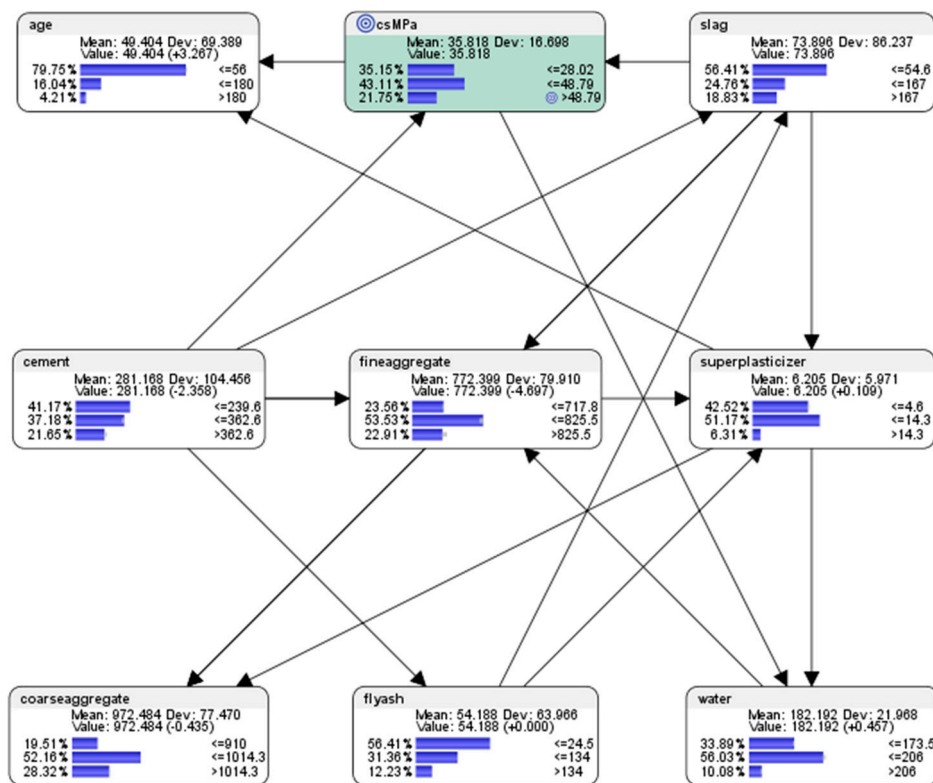 age
Mean: 49.404 Dev: 69.389
Value: 49.404 (+3.267)
79.75% <=56
16.04% <=180
4.21% >180
csMPa
Mean: 35.818 Dev: 16.698
Value: 35.818
35.15% <=28.02
43.11% <=48.79
21.75% >48.79
slag
Mean: 73.896 Dev: 86.237
Value: 73.896
56.41% <=54.6
24.76% <=167
18.83% >167
cement
Mean: 281.168 Dev: 104.456
Value: 281.168 (-2.358)
41.17% <=239.6
37.18% <=362.6
21.65% >362.6
fineaggregate
Mean: 772.399 Dev: 79.910
Value: 772.399 (-4.697)
23.56% <=717.8
53.53% <=825.5
22.91% >825.5
superplasticizer
Mean: 6.205 Dev: 5.971
Value: 6.205 (+0.109)
42.52% <=4.6
51.17% <=14.3
6.31% >14.3
coarseaggregate
Mean: 972.484 Dev: 77.470
Value: 972.484 (-0.435)
19.51% <=910
52.16% <=1014.3
28.32% >1014.3
flyash
Mean: 54.188 Dev: 63.966
Value: 54.188 (+0.000)
56.41% <=24.5
31.36% <=134
12.23% >134
water
Mean: 182.192 Dev: 21.968
Value: 182.192 (+0.457)
33.89% <=173.5
56.03% <=206
10.08% >206